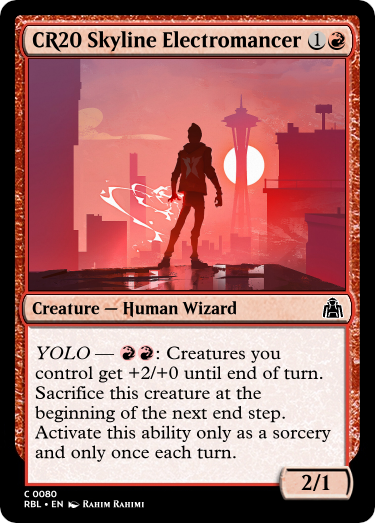 CR20 Skyline Electromancer 1
Creature — Human Wizard
YOLO — : Creatures you
control get +2/+0 until end of turn.
Sacrifice this creature at the
beginning of the next end step.
Activate this ability only as a sorcery
and only once each turn.
2/1
C 0080
RBL • EN Rahim Rahimi